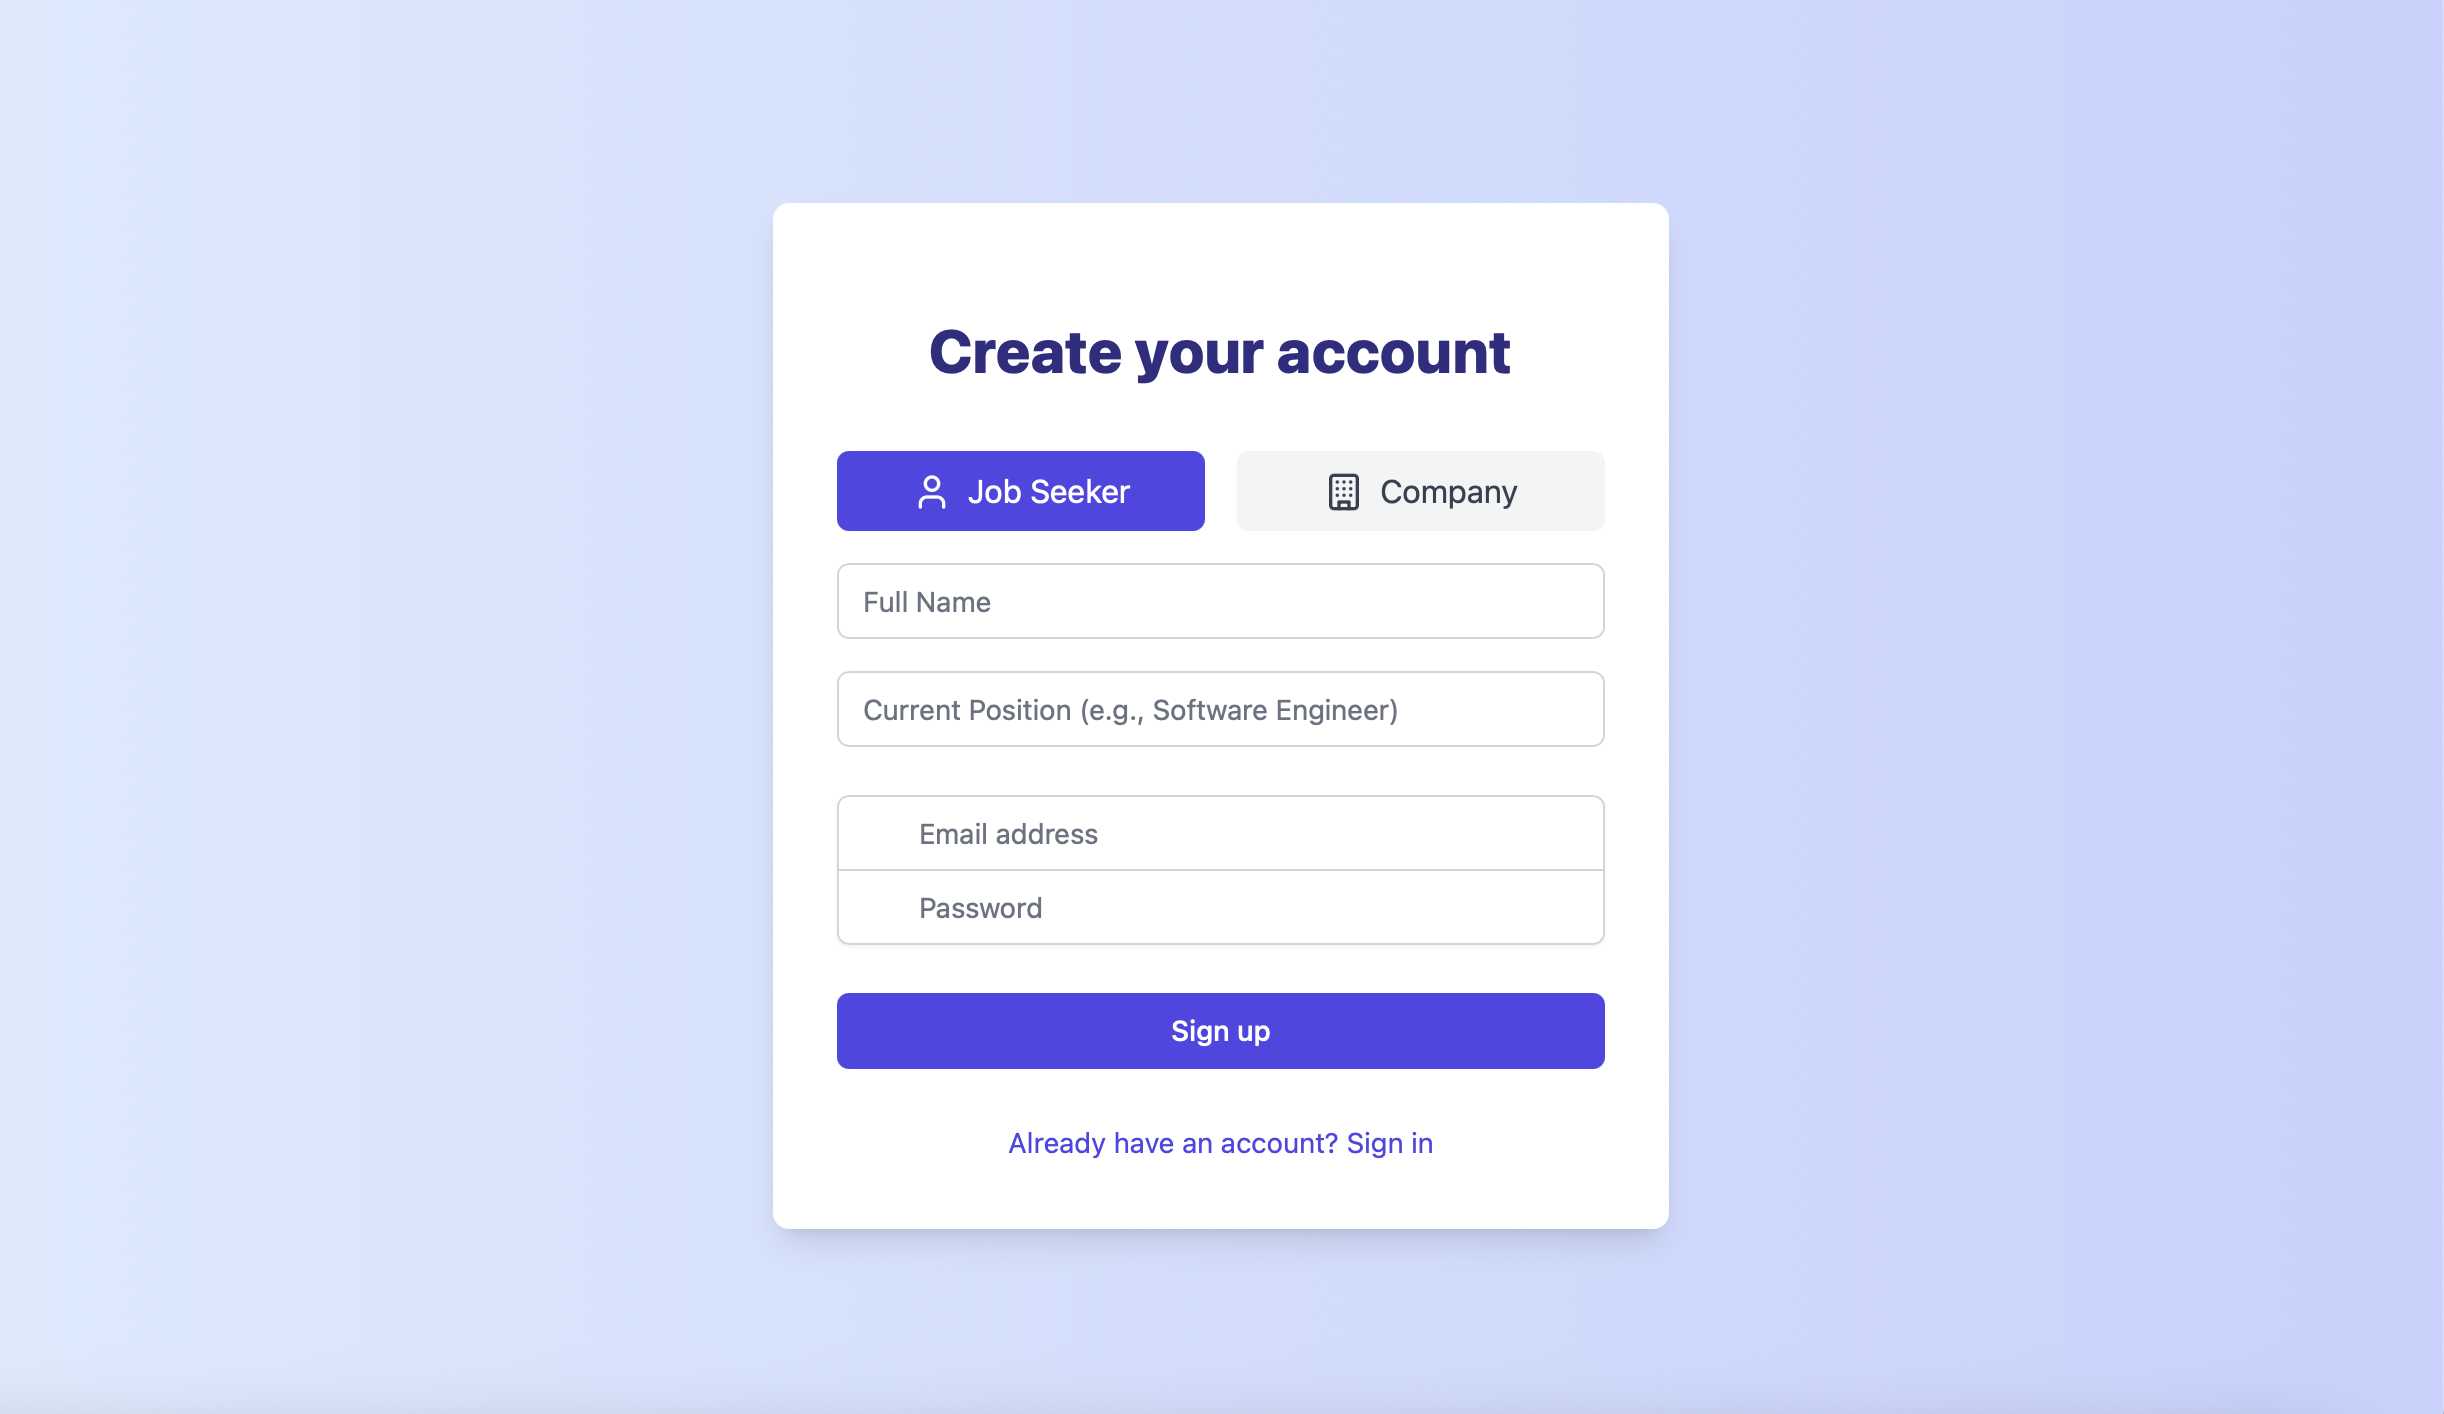 Create your account
Job Seeker
Company
Full Name
Current Position (e.g., Software Engineer)
Email address
Password
Sign up
Already have an account? Sign in